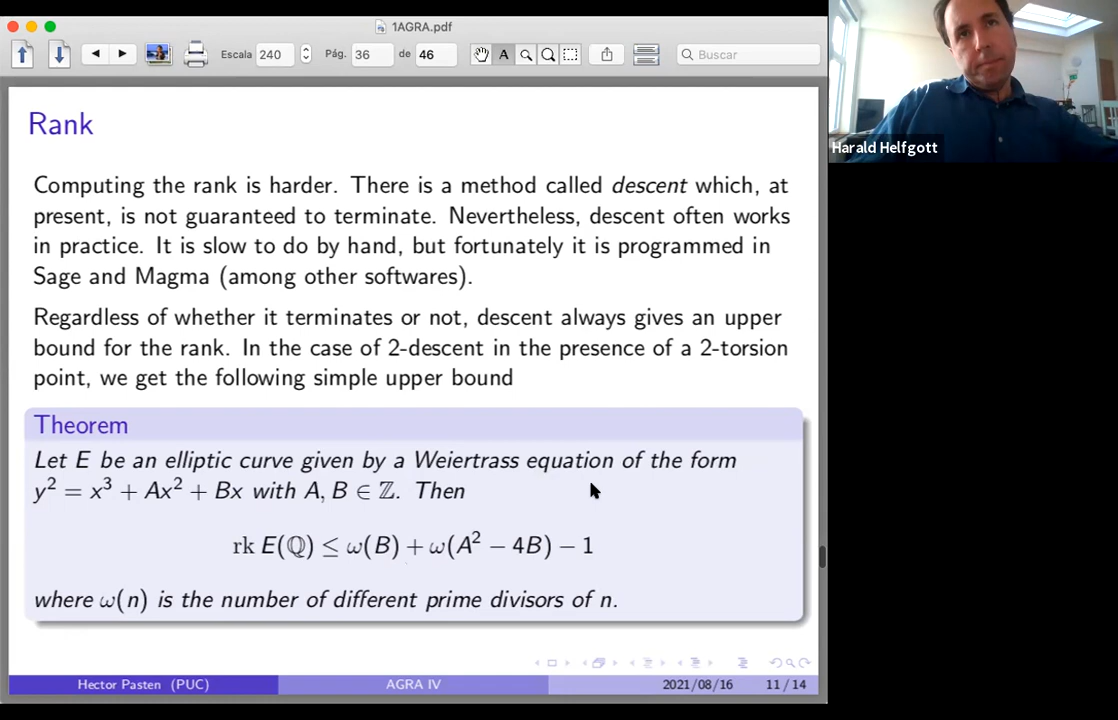 1AGRA.pdf
Escala 240 Pág. 36 de 46 Buscar
Harald Helfgott
Rank
Computing the rank is harder. There is a method called descent which, at
present, is not guaranteed to terminate. Nevertheless, descent often works
in practice. It is slow to do by hand, but fortunately it is programmed in
Sage and Magma (among other softwares).
Regardless of whether it terminates or not, descent always gives an upper
bound for the rank. In the case of 2-descent in the presence of a 2-torsion
point, we get the following simple upper bound
Theorem
Let E be an elliptic curve given by a Weiertrass equation of the form
y² = x³ + Ax² + Bx with A, B ∈ ℤ. Then
rk E(ℚ) ≤ ω(B) + ω(A² − 4B) − 1
where ω(n) is the number of different prime divisors of n.
Hector Pasten (PUC) AGRA IV 2021/08/16 11 / 14